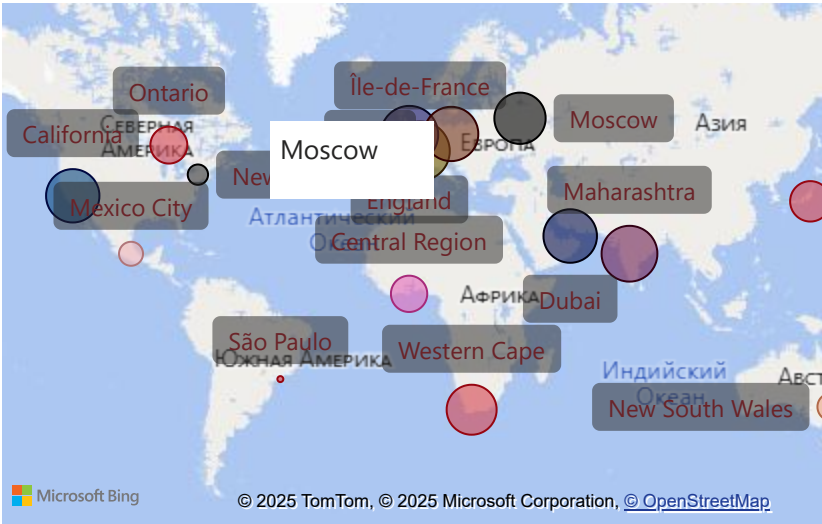 Île-de-France
Ontario
Северная
Америка
California
Moscow
Moscow
Азия
Европа
New
Maharashtra
Mexico City
England
Атлантический
Океан
Central Region
Африка
Dubai
São Paulo
Южная Америка
Western Cape
Индийский
Океан
Авст
New South Wales
Microsoft Bing
© 2025 TomTom, © 2025 Microsoft Corporation, © OpenStreetMap